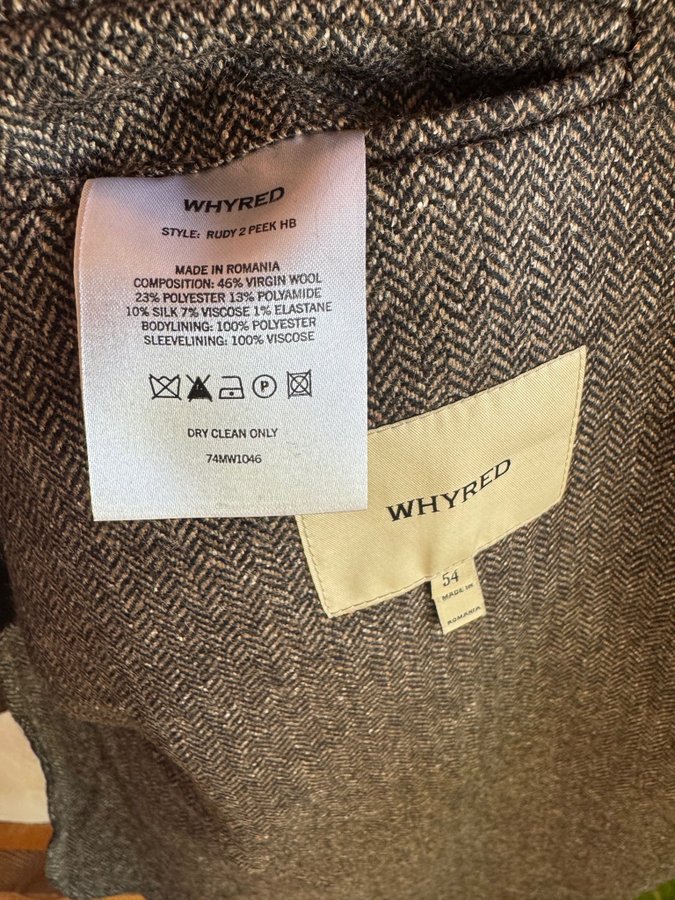 WHYRED
STYLE: RUDY 2 PEEK HB
MADE IN ROMANIA
COMPOSITION: 46% VIRGIN WOOL
23% POLYESTER 13% POLYAMIDE
10% SILK 7% VISCOSE 1% ELASTANE
BODYLINING: 100% POLYESTER
SLEEVELINING: 100% VISCOSE
P
DRY CLEAN ONLY
74MW1046
WHYRED
54
MADE IN
ROMANIA